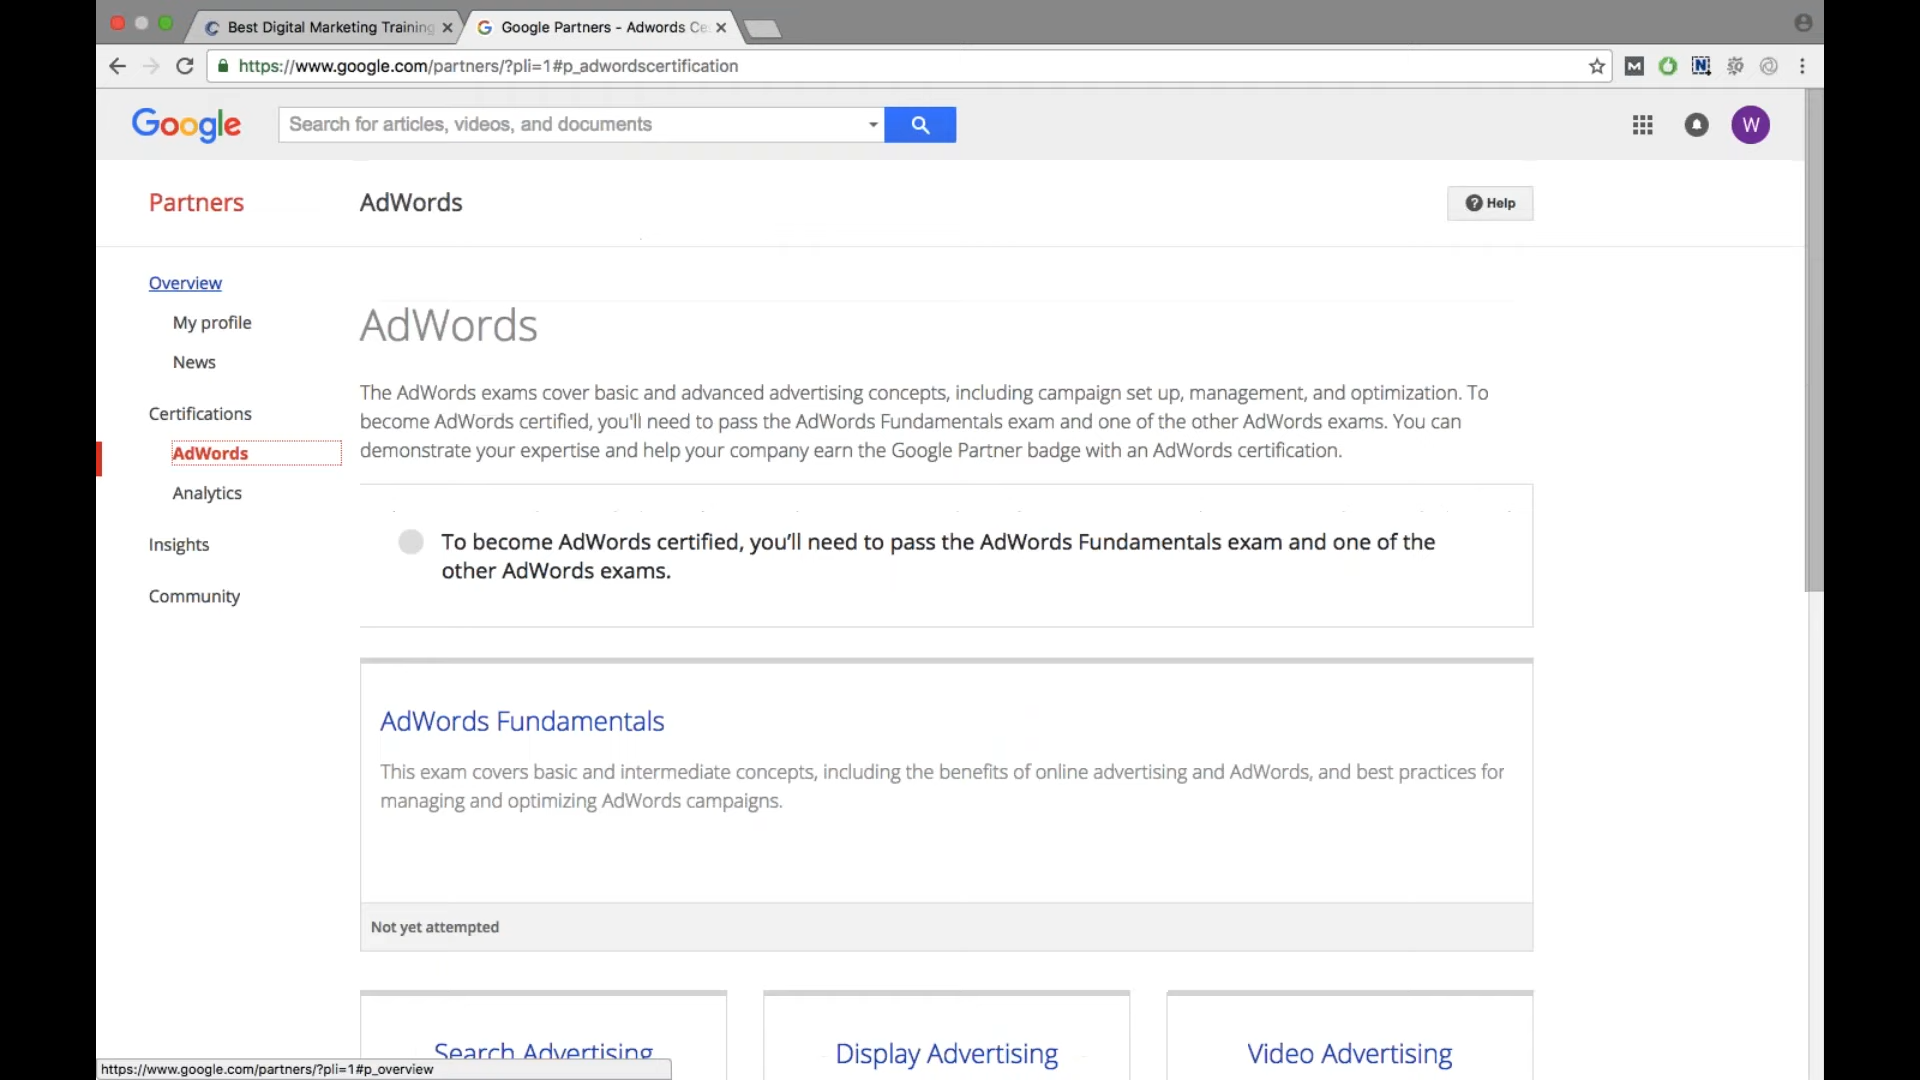 Best Digital Marketing Training
Google Partners - Adwords Ce
https://www.google.com/partners/?pli=1#p_adwordscertification
Google
Search for articles, videos, and documents
W
Partners
AdWords
Help
Overview
My profile
News
Certifications
AdWords
Analytics
Insights
Community
AdWords
The AdWords exams cover basic and advanced advertising concepts, including campaign set up, management, and optimization. To
become AdWords certified, you'll need to pass the AdWords Fundamentals exam and one of the other AdWords exams. You can
demonstrate your expertise and help your company earn the Google Partner badge with an AdWords certification.
To become AdWords certified, you’ll need to pass the AdWords Fundamentals exam and one of the
other AdWords exams.
AdWords Fundamentals
This exam covers basic and intermediate concepts, including the benefits of online advertising and AdWords, and best practices for
managing and optimizing AdWords campaigns.
Not yet attempted
Search Advertising
Display Advertising
Video Advertising
https://www.google.com/partners/?pli=1#p_overview